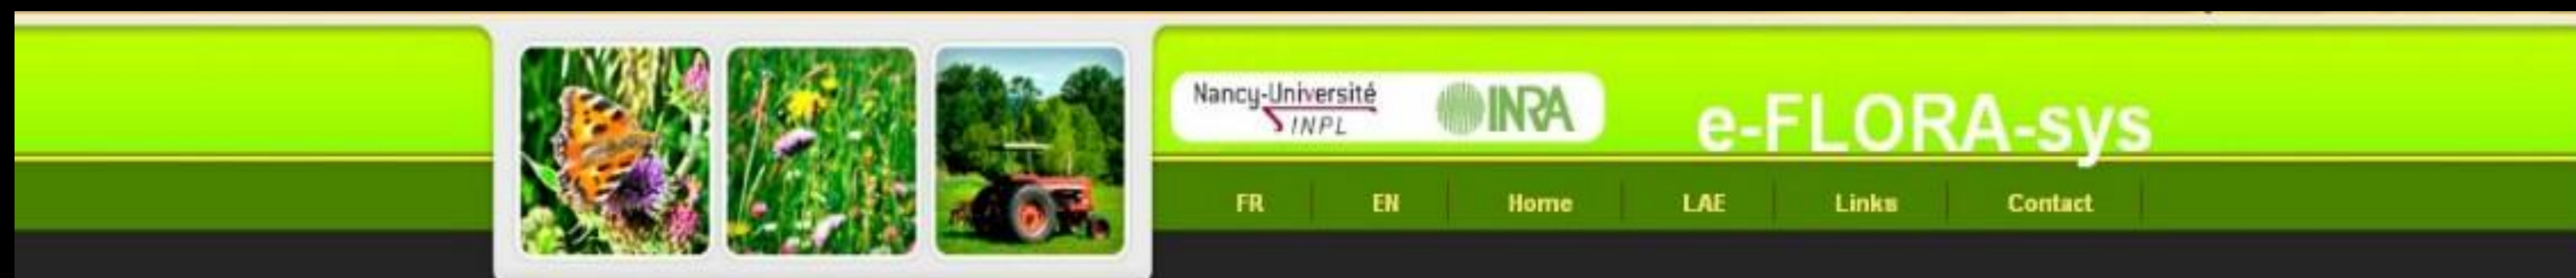 Nancy-Université
INPL
INRA
e-FLORA-sys
FR EN Home LAE Links Contact